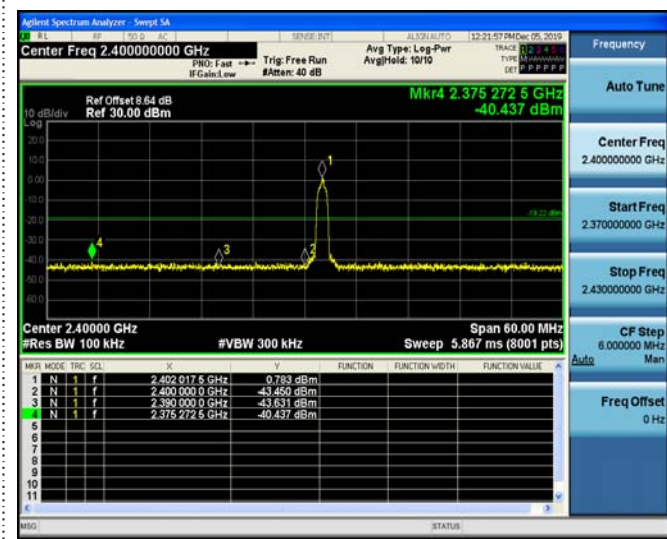 Agilent Spectrum Analyzer - Swept SA
RL RF 50 Ω AC SENSE:INT ALIGNAUTO 12:21:57 PM Dec 05, 2019
Center Freq 2.400000000 GHz
PNO: Fast
IFGain:Low
Trig: Free Run
#Atten: 40 dB
Avg Type: Log-Pwr
Avg|Hold: 10/10
TRACE 1 2 3 4 5 6
TYPE
DET P P P P P P
Mkr4 2.375 272 5 GHz
-40.437 dBm
Ref Offset 8.64 dB
Ref 30.00 dBm
10 dB/div
Log
20.0
10.0
0.00
-10.0
-20.0
-30.0
-40.0
-50.0
-60.0
1
-19.22 dBm
4
3
2
Center 2.40000 GHz
Span 60.00 MHz
#Res BW 100 kHz
#VBW 300 kHz
Sweep 5.867 ms (8001 pts)
MKR MODE TRC SCL X Y FUNCTION FUNCTION WIDTH FUNCTION VALUE
1 N 1 f 2.402 017 5 GHz 0.783 dBm
2 N 1 f 2.400 000 0 GHz -43.450 dBm
3 N 1 f 2.390 000 0 GHz -43.631 dBm
4 N 1 f 2.375 272 5 GHz -40.437 dBm
5
6
7
8
9
10
11
MSG
STATUS
Frequency
Auto Tune
Center Freq
2.400000000 GHz
Start Freq
2.370000000 GHz
Stop Freq
2.430000000 GHz
CF Step
6.000000 MHz
Auto Man
Freq Offset
0 Hz